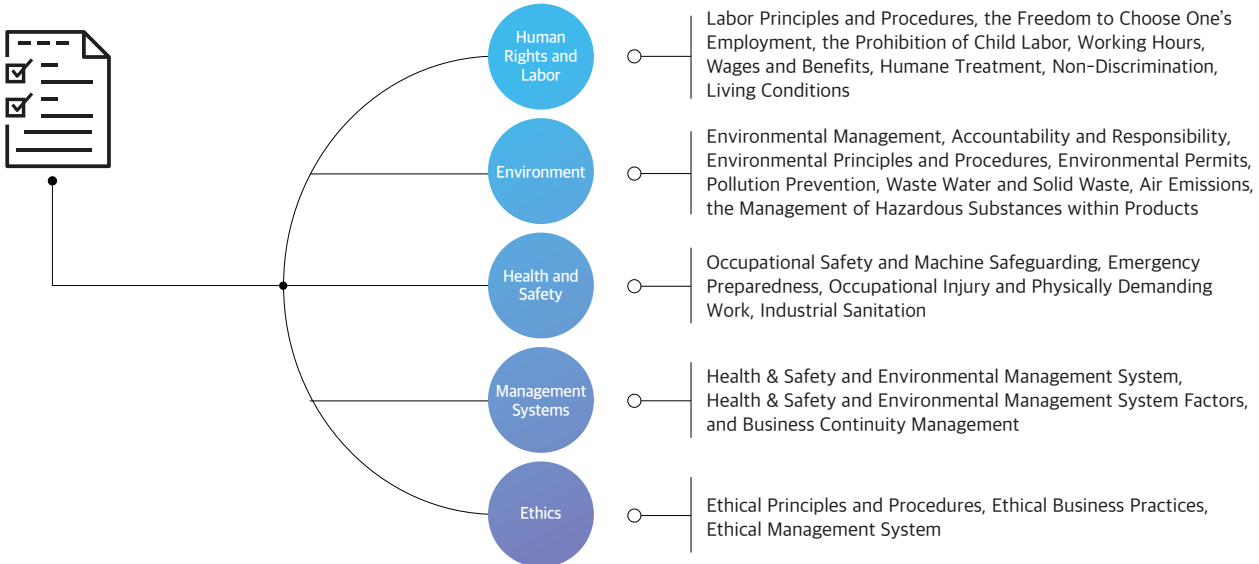 Human
Rights and
Labor
Labor Principles and Procedures, the Freedom to Choose One's
Employment, the Prohibition of Child Labor, Working Hours,
Wages and Benefits, Humane Treatment, Non-Discrimination,
Living Conditions
Environment
Environmental Management, Accountability and Responsibility,
Environmental Principles and Procedures, Environmental Permits,
Pollution Prevention, Waste Water and Solid Waste, Air Emissions,
the Management of Hazardous Substances within Products
Health and
Safety
Occupational Safety and Machine Safeguarding, Emergency
Preparedness, Occupational Injury and Physically Demanding
Work, Industrial Sanitation
Management
Systems
Health & Safety and Environmental Management System,
Health & Safety and Environmental Management System Factors,
and Business Continuity Management
Ethics
Ethical Principles and Procedures, Ethical Business Practices,
Ethical Management System